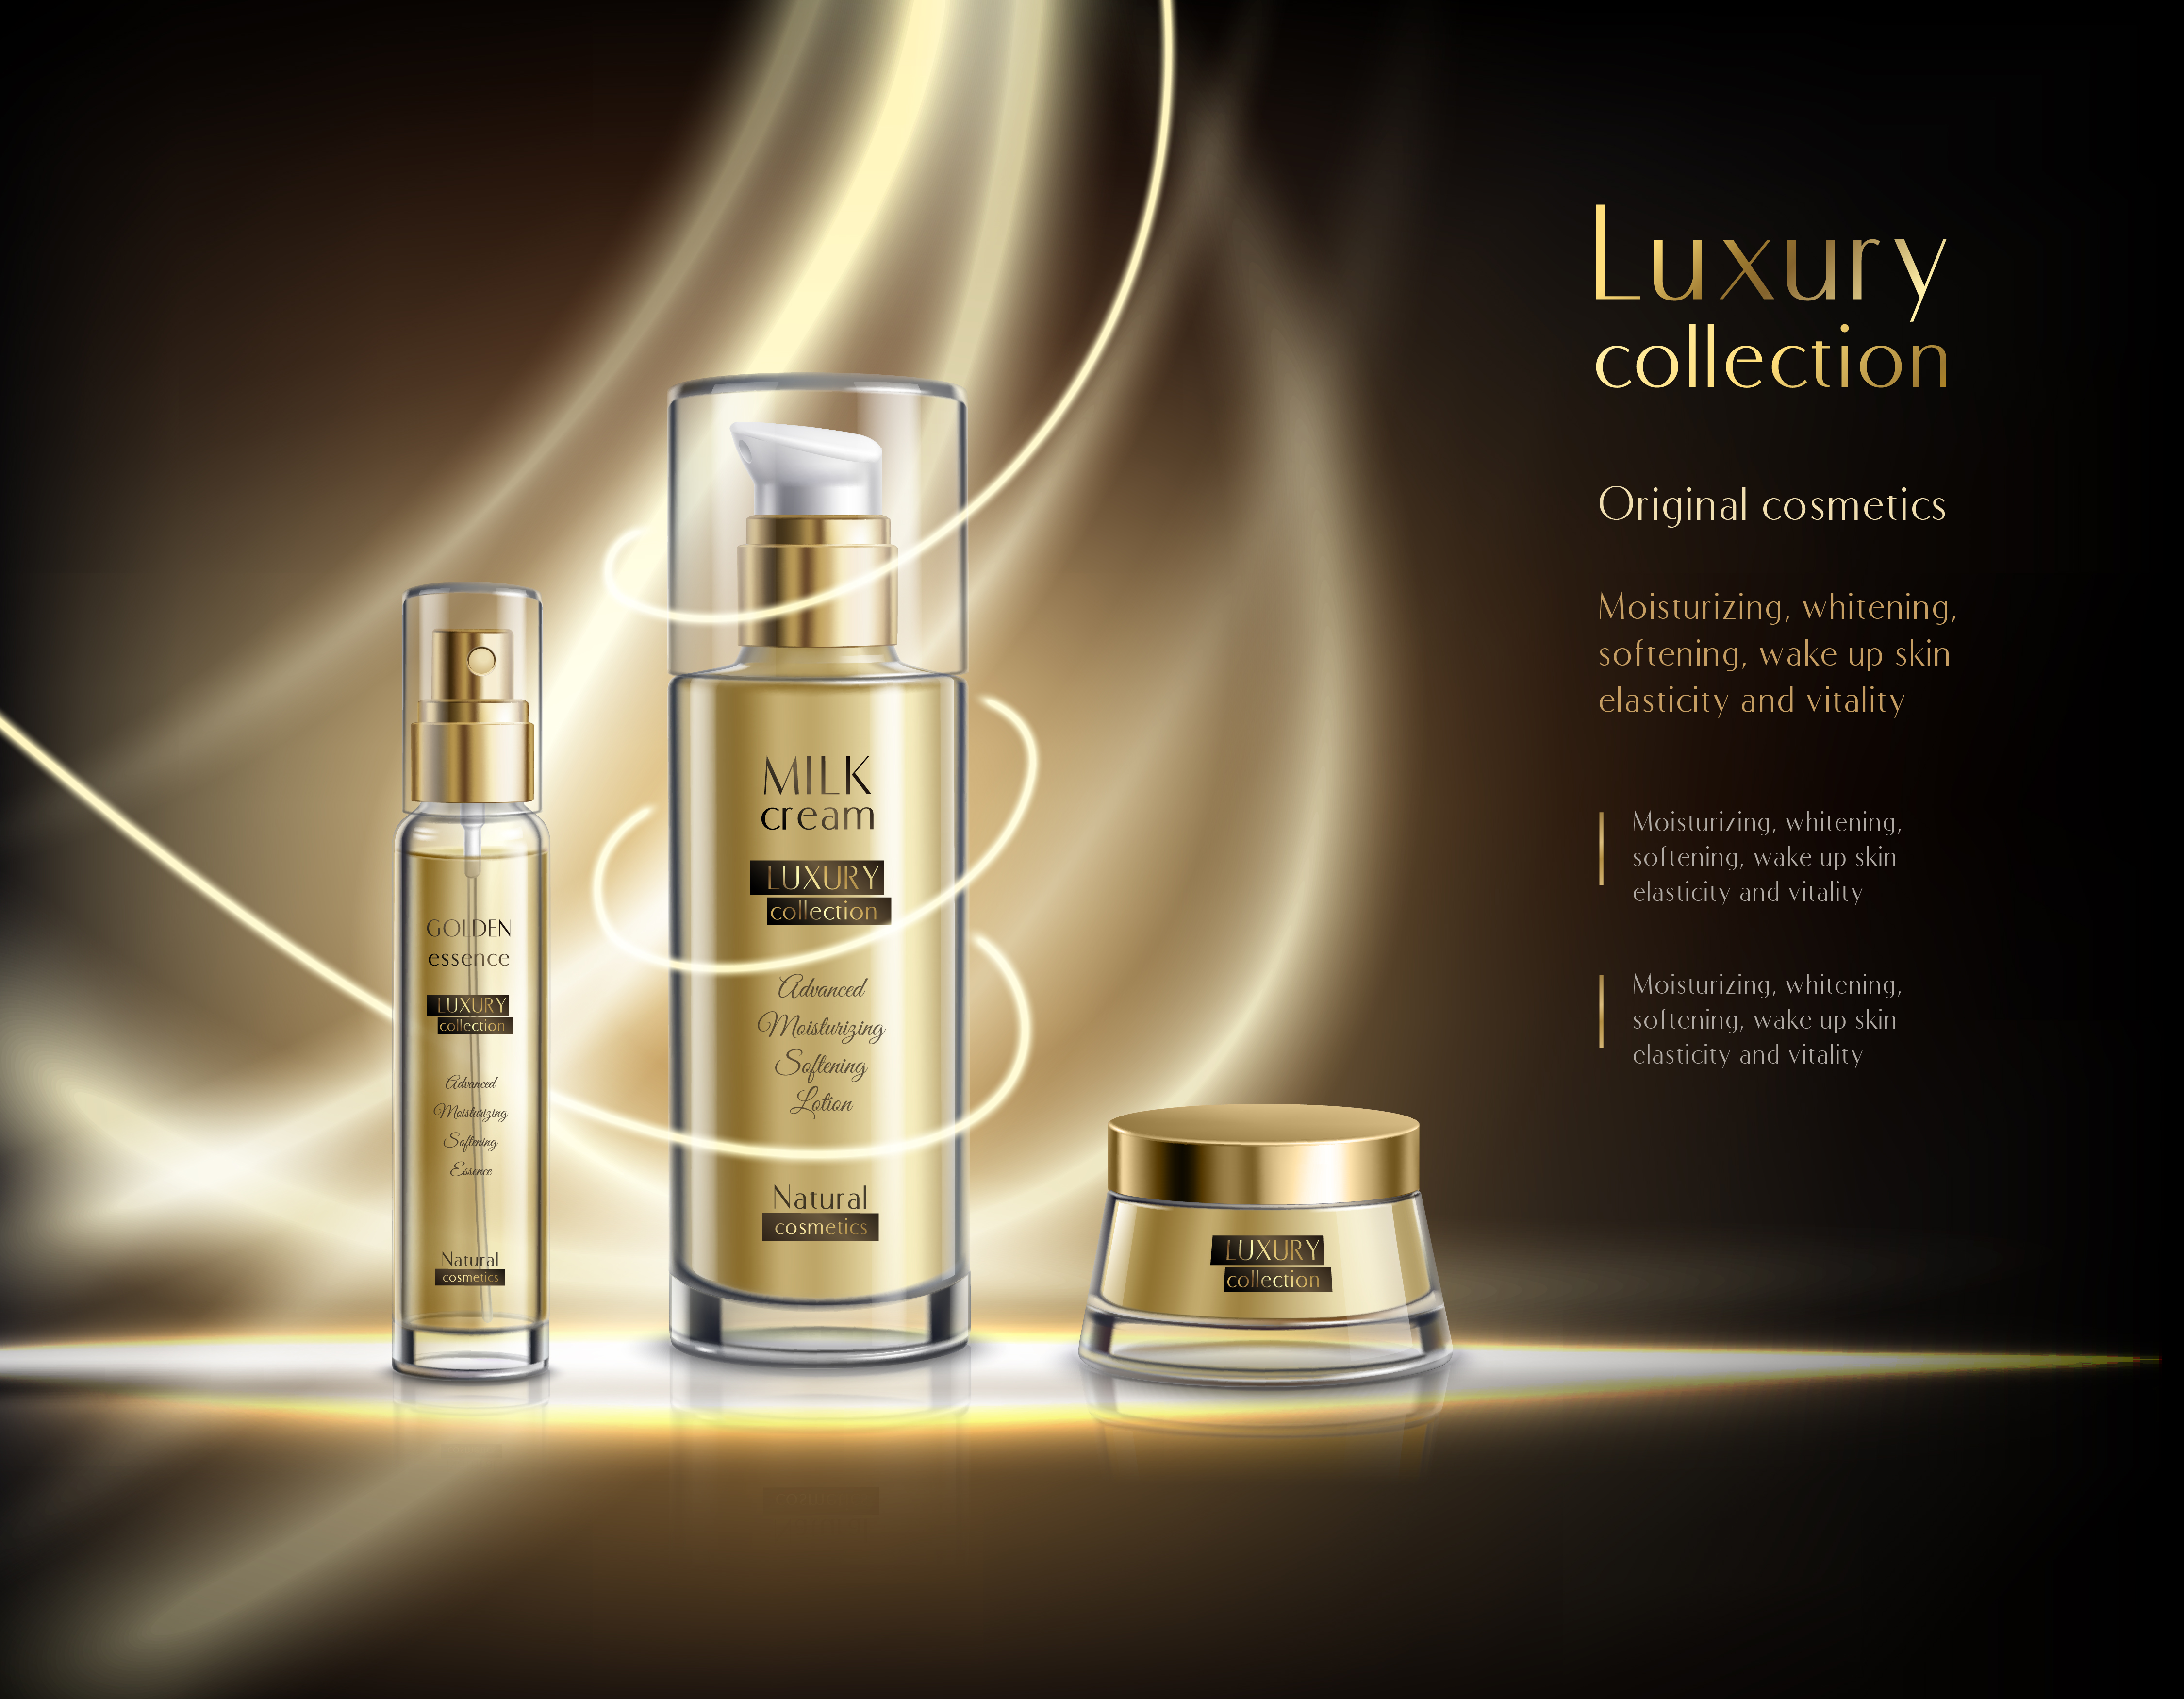 Luxury
collection
Original cosmetics
Moisturizing, whitening,
softening, wake up skin
elasticity and vitality
Moisturizing, whitening,
softening, wake up skin
elasticity and vitality
Moisturizing, whitening,
softening, wake up skin
elasticity and vitality
GOLDEN
essence
LUXURY
collection
Advanced
Moisturizing
Softening
Essence
Natural
cosmetics
MILK
cream
LUXURY
collection
Advanced
Moisturizing
Softening
Lotion
Natural
cosmetics
LUXURY
collection